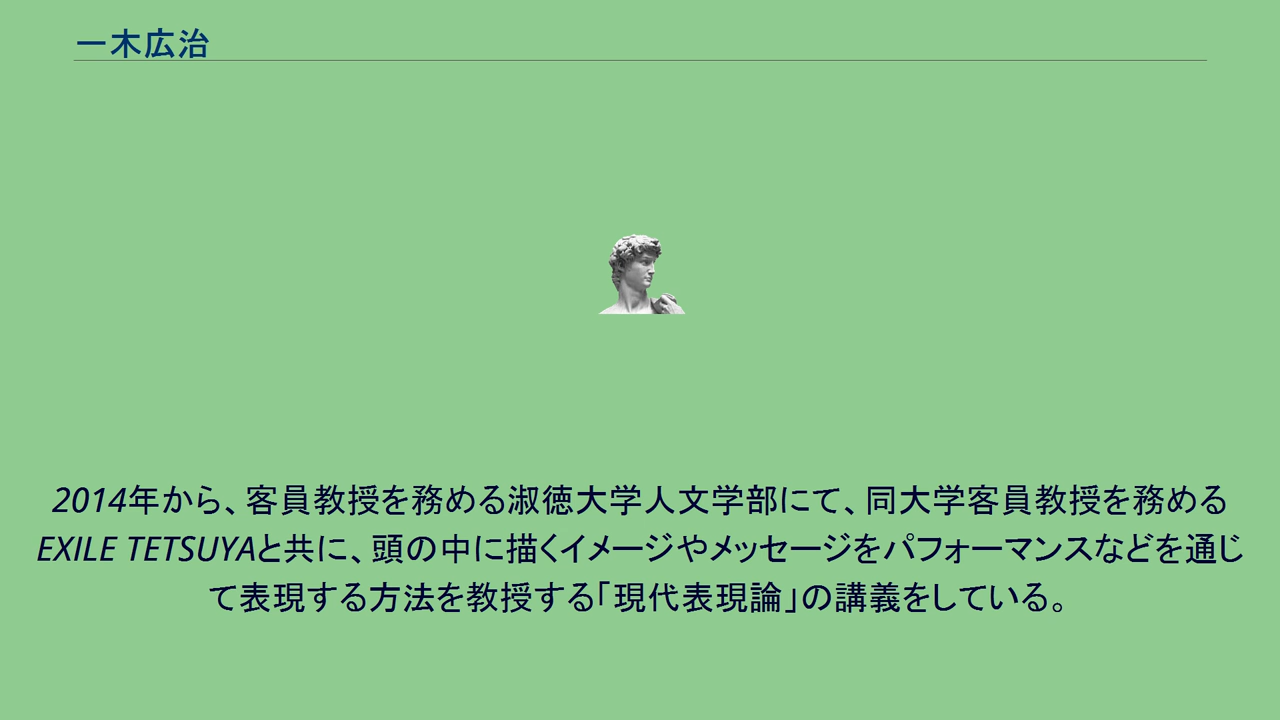 一木広治
2014年から、客員教授を務める淑徳大学人文学部にて、同大学客員教授を務める
EXILE TETSUYAと共に、頭の中に描くイメージやメッセージをパフォーマンスなどを通じ
て表現する方法を教授する「現代表現論」の講義をしている。